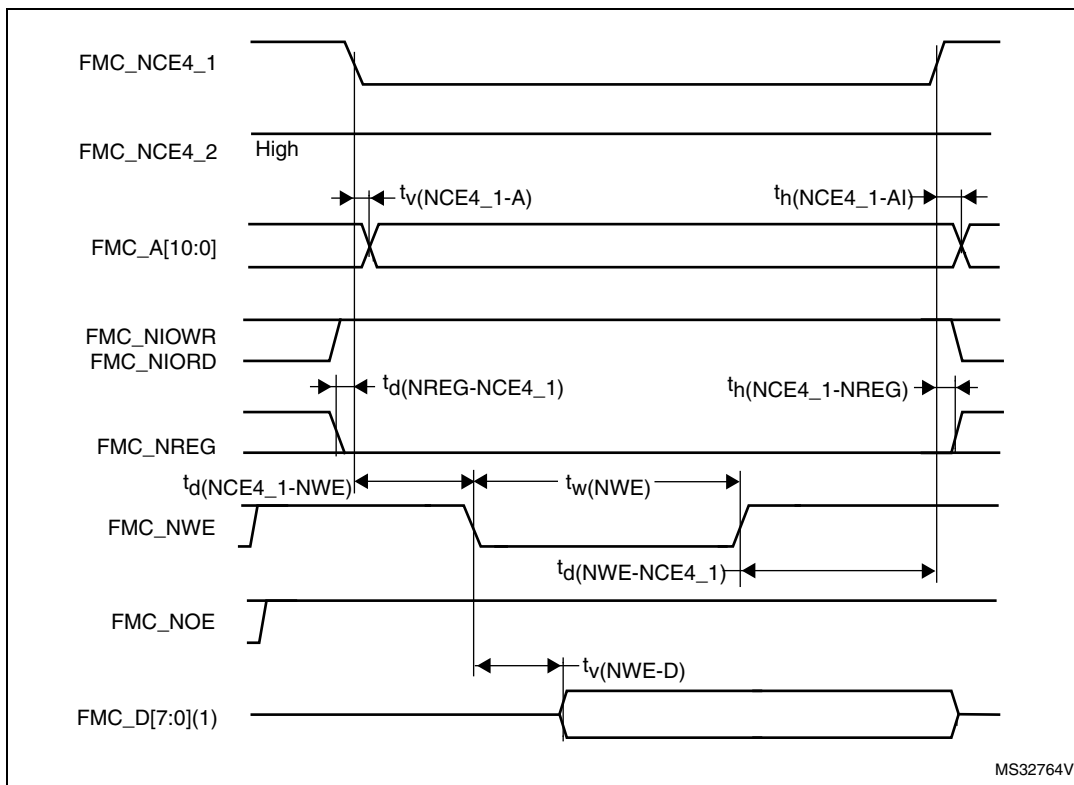 FMC_NCE4_1
FMC_NCE4_2
High
tv(NCE4_1-A)
th(NCE4_1-AI)
FMC_A[10:0]
FMC_NIOWR
FMC_NIORD
td(NREG-NCE4_1)
th(NCE4_1-NREG)
FMC_NREG
td(NCE4_1-NWE)
tw(NWE)
FMC_NWE
td(NWE-NCE4_1)
FMC_NOE
tv(NWE-D)
FMC_D[7:0](1)
MS32764V